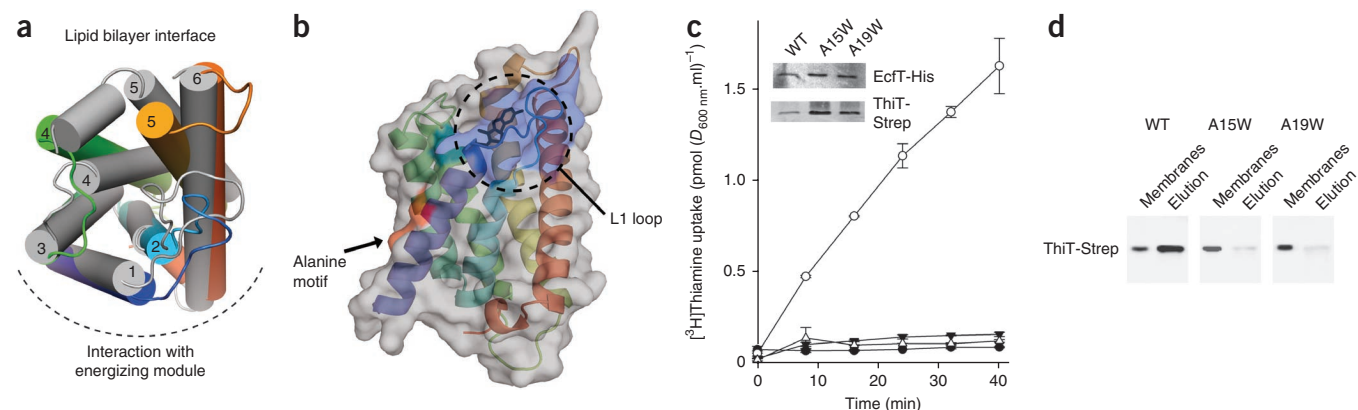 a
Lipid bilayer interface
5
6
5
4
4
2
3
1
Interaction with
energizing module
b
L1 loop
Alanine
motif
c
WT
A15W
A19W
EcfT-His
ThiT-
Strep
[³H]Thiamine uptake (pmol (D600 nm·ml)⁻¹)
1.5
1.0
0.5
0
0 10 20 30 40
Time (min)
d
WT A15W A19W
Membranes Elution Membranes Elution Membranes Elution
ThiT-Strep